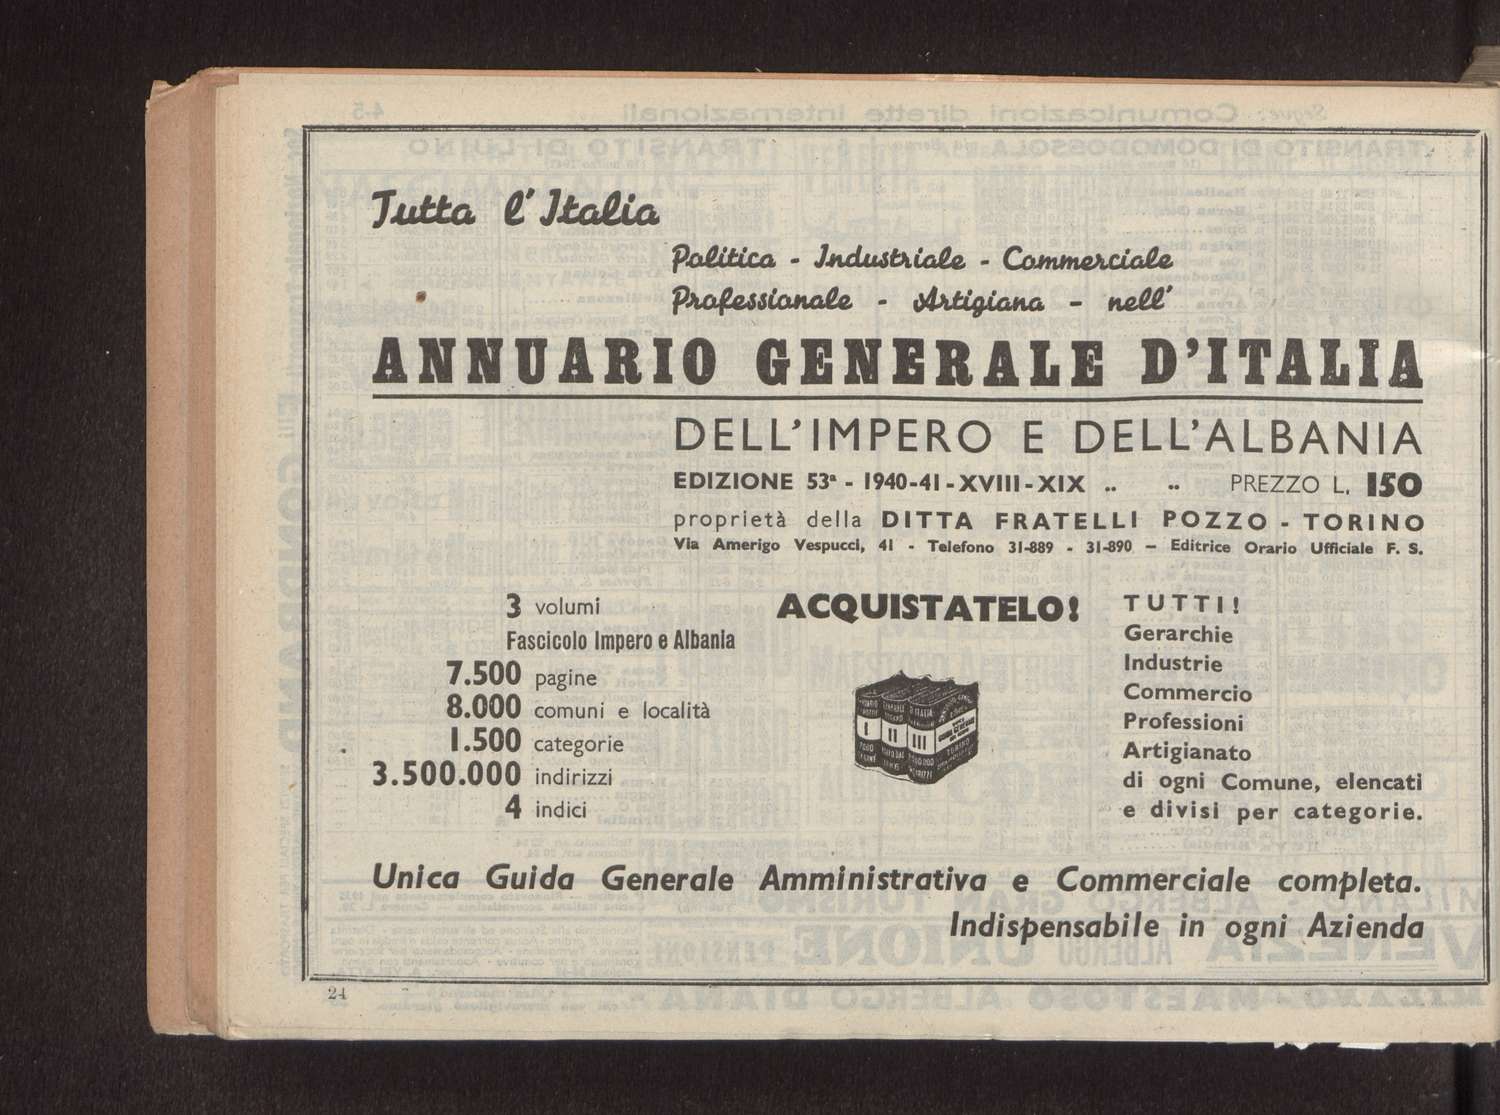 Tutta l'Italia
Politica - Industriale - Commerciale
Professionale - Artigiana - nell'
ANNUARIO GENERALE D'ITALIA
DELL'IMPERO E DELL'ALBANIA
EDIZIONE 53ª - 1940-41 - XVIII - XIX .. .. PREZZO L. 150
proprietà della DITTA FRATELLI POZZO - TORINO
Via Amerigo Vespucci, 41 - Telefono 31-889 - 31-890 — Editrice Orario Ufficiale F. S.
3 volumi
Fascicolo Impero e Albania
7.500 pagine
8.000 comuni e località
1.500 categorie
3.500.000 indirizzi
4 indici
ACQUISTATELO!
I II III
TUTTI!
Gerarchie
Industrie
Commercio
Professioni
Artigianato
di ogni Comune, elencati
e divisi per categorie.
Unica Guida Generale Amministrativa e Commerciale completa.
Indispensabile in ogni Azienda
24